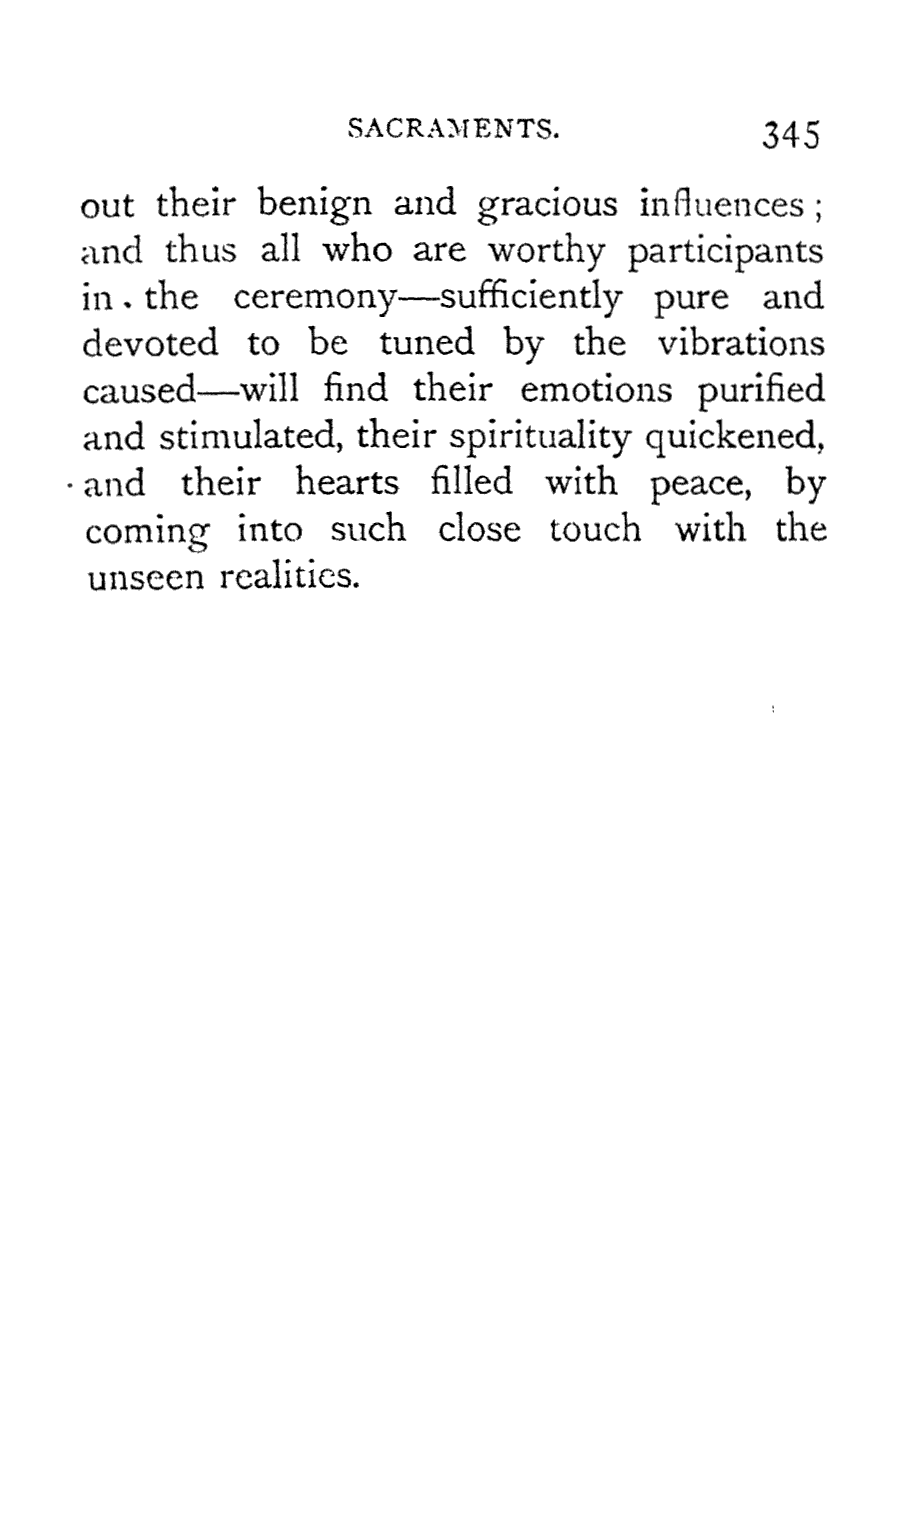 SACRAMENTS. 345
out their benign and gracious influences ;
and thus all who are worthy participants
in . the ceremony—sufficiently pure and
devoted to be tuned by the vibrations
caused—will find their emotions purified
and stimulated, their spirituality quickened,
and their hearts filled with peace, by
coming into such close touch with the
unseen realities.